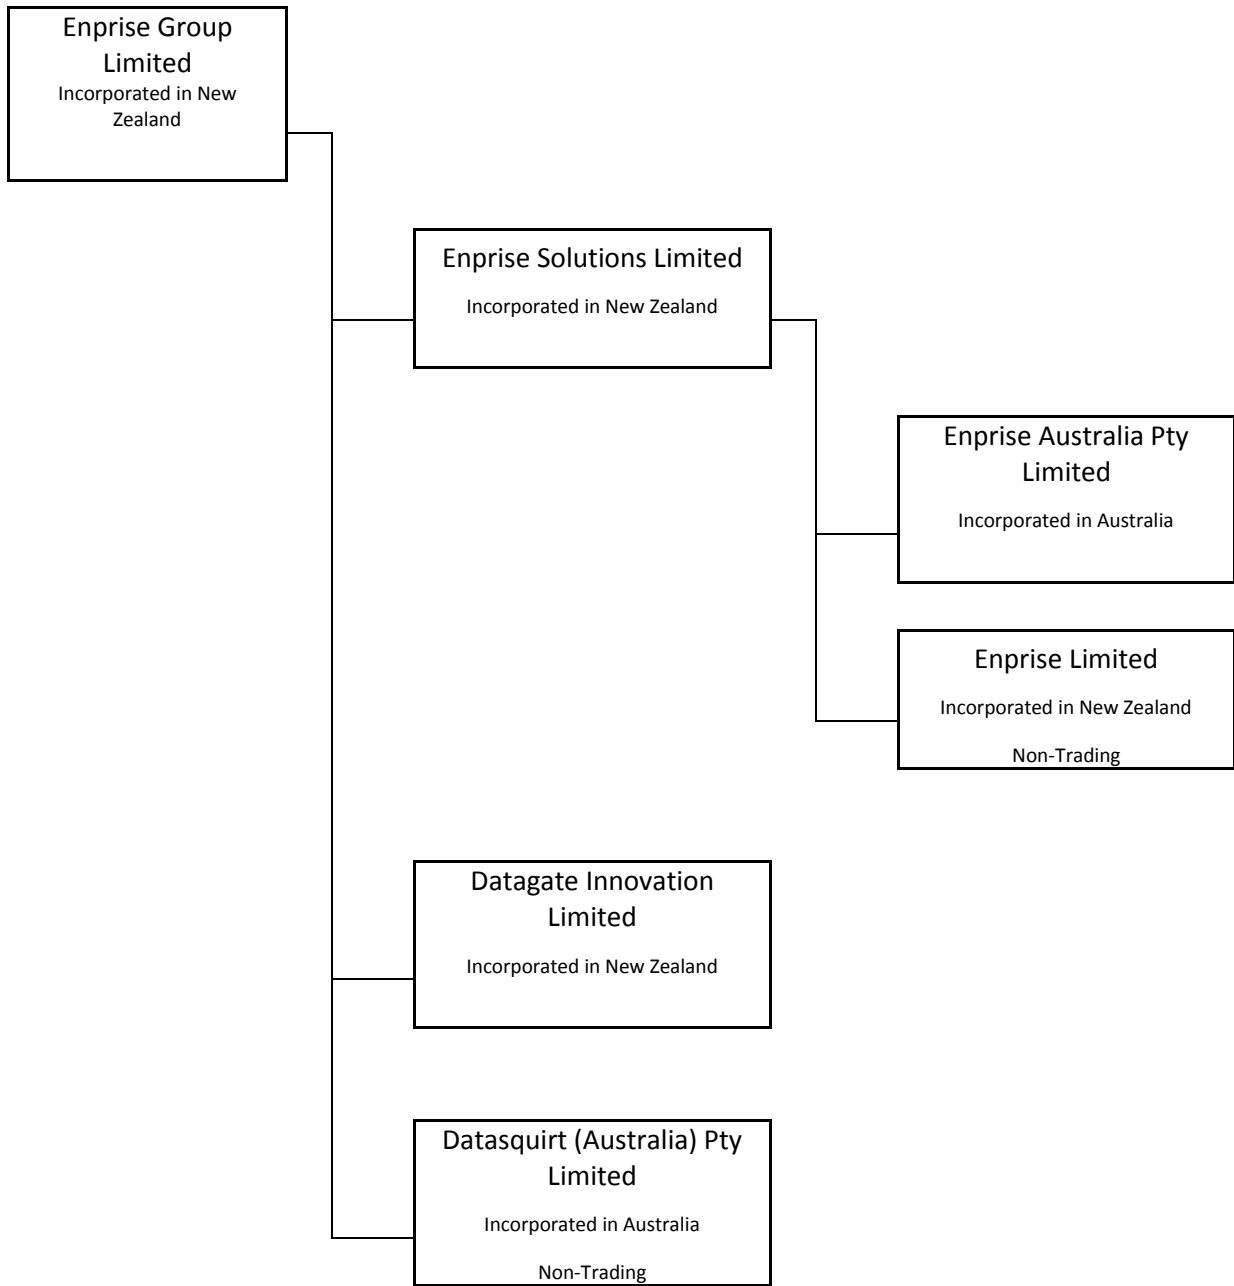 Enprise Group
Limited
Incorporated in New
Zealand
Enprise Solutions Limited
Incorporated in New Zealand
Enprise Australia Pty
Limited
Incorporated in Australia
Enprise Limited
Incorporated in New Zealand
Non-Trading
Datagate Innovation
Limited
Incorporated in New Zealand
Datasquirt (Australia) Pty
Limited
Incorporated in Australia
Non-Trading